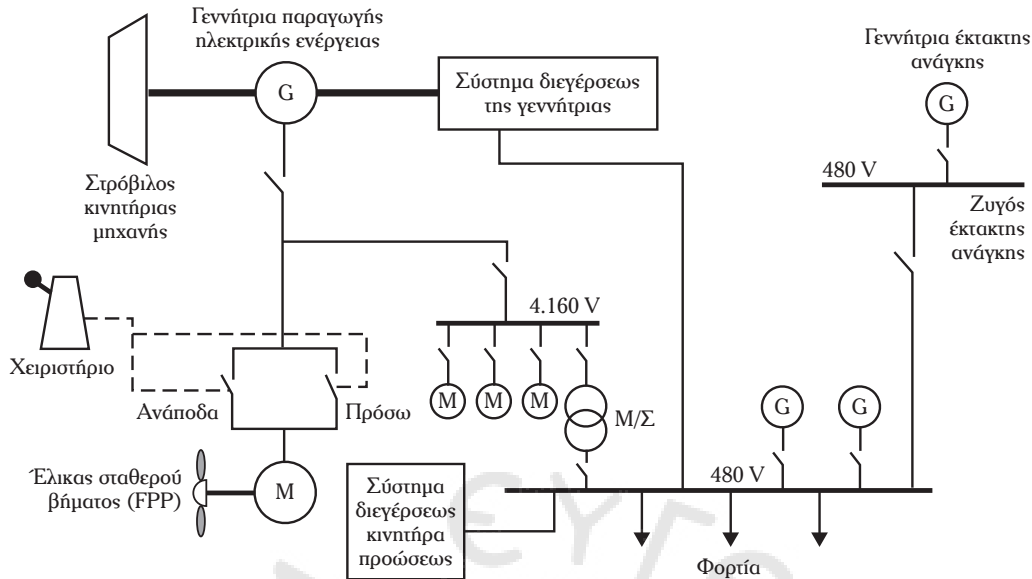 Γεννήτρια παραγωγής
ηλεκτρικής ενέργειας
G
Σύστημα διεγέρσεως
της γεννήτριας
Γεννήτρια έκτακτης
ανάγκης
G
480 V
Ζυγός
έκτακτης
ανάγκης
Στρόβιλος
κινητήριας
μηχανής
Χειριστήριο
4.160 V
M
M
M
Μ/Σ
Ανάποδα
Πρόσω
G
G
Έλικας σταθερού
βήματος (FPP)
M
Σύστημα
διεγέρσεως
κινητήρα
προώσεως
480 V
Φορτία